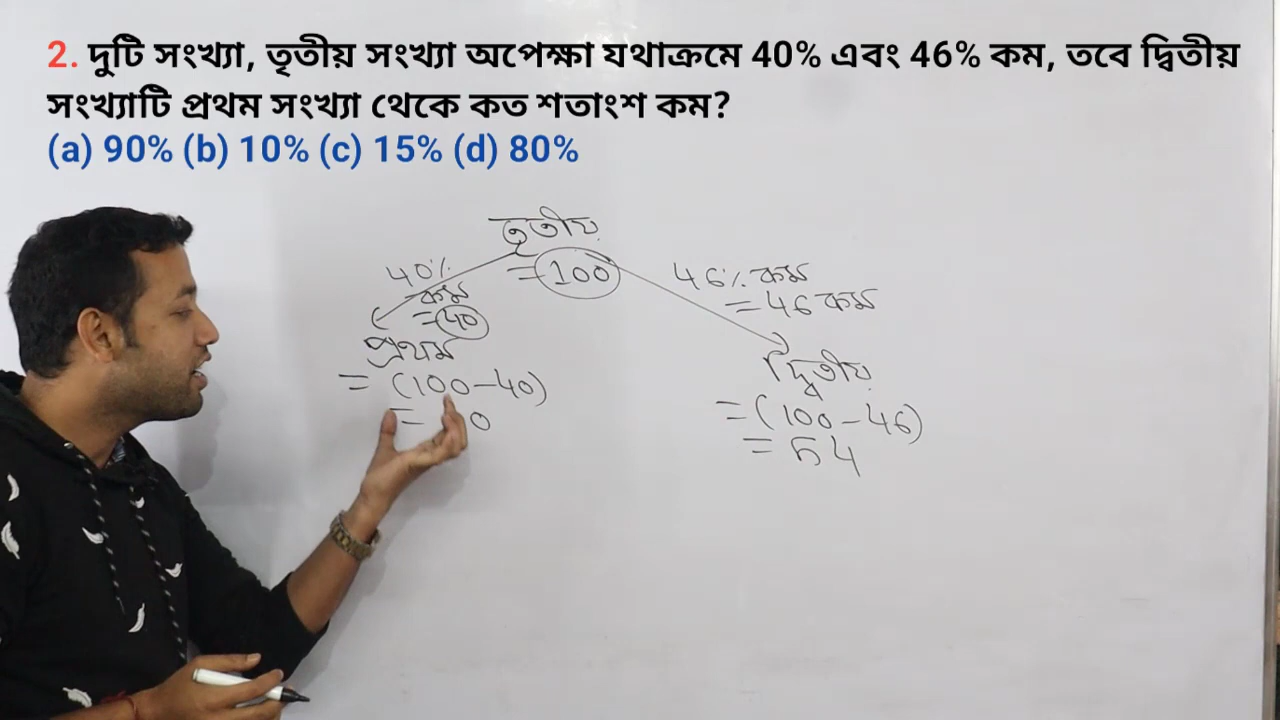 2. দুটি সংখ্যা, তৃতীয় সংখ্যা অপেক্ষা যথাক্রমে 40% এবং 46% কম, তবে দ্বিতীয়
সংখ্যাটি প্রথম সংখ্যা থেকে কত শতাংশ কম?
(a) 90% (b) 10% (c) 15% (d) 80%
তৃতীয়
= 100
40%
কম
= 40
46% কম
= 46 কম
প্রথম
= (100-40)
দ্বিতীয়
= (100-46)
= 54